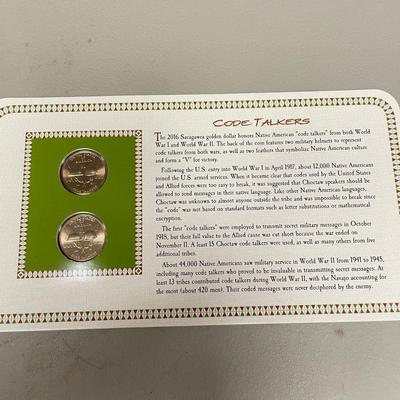 CODE TALKERS
The 2016 Sacagawea golden dollar honors Native American "code talkers" from both World
War I and World War II. The back of the coin features two military helmets to represent
code talkers from both wars, as well as two feathers that symbolize Native American culture
and form a "V" for victory.
Following the U.S. entry into World War I in April 1917, about 12,000 Native Americans
joined the U.S. armed services. When it became clear that codes used by the United States
and Allied forces were too easy to break, it was suggested that Choctaw speakers should be
used to send messages in their native language. Like other Native American languages,
Choctaw was unknown to almost anyone outside the tribe and was impossible to break since
the "code" was not based on standard formats such as letter substitutions or mathematical
encryption.
The first "code talkers" were employed to transmit secret military messages in October
1918, but their full value to the Allied cause was cut short because the war ended on
November 11. At least 15 Choctaw code talkers were used, as well as many others from five
additional tribes.
About 44,000 Native Americans saw military service in World War II from 1941 to 1945,
including many code talkers who proved to be invaluable in transmitting secret messages. At
least 13 tribes contributed code talkers during World War II, with the Navajo accounting for
the most (about 420 men). Their coded messages were never deciphered by the enemy.